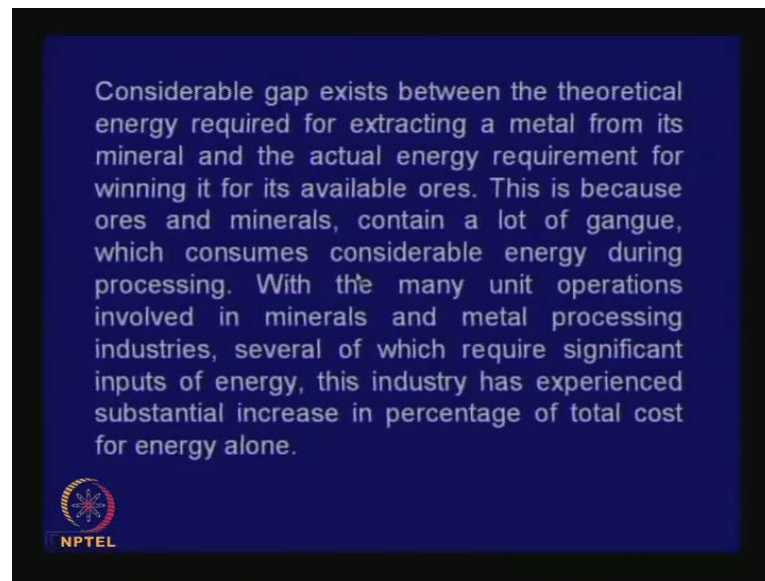 Considerable gap exists between the theoretical
energy required for extracting a metal from its
mineral and the actual energy requirement for
winning it for its available ores. This is because
ores and minerals, contain a lot of gangue,
which consumes considerable energy during
processing. With the many unit operations
involved in minerals and metal processing
industries, several of which require significant
inputs of energy, this industry has experienced
substantial increase in percentage of total cost
for energy alone.
NPTEL